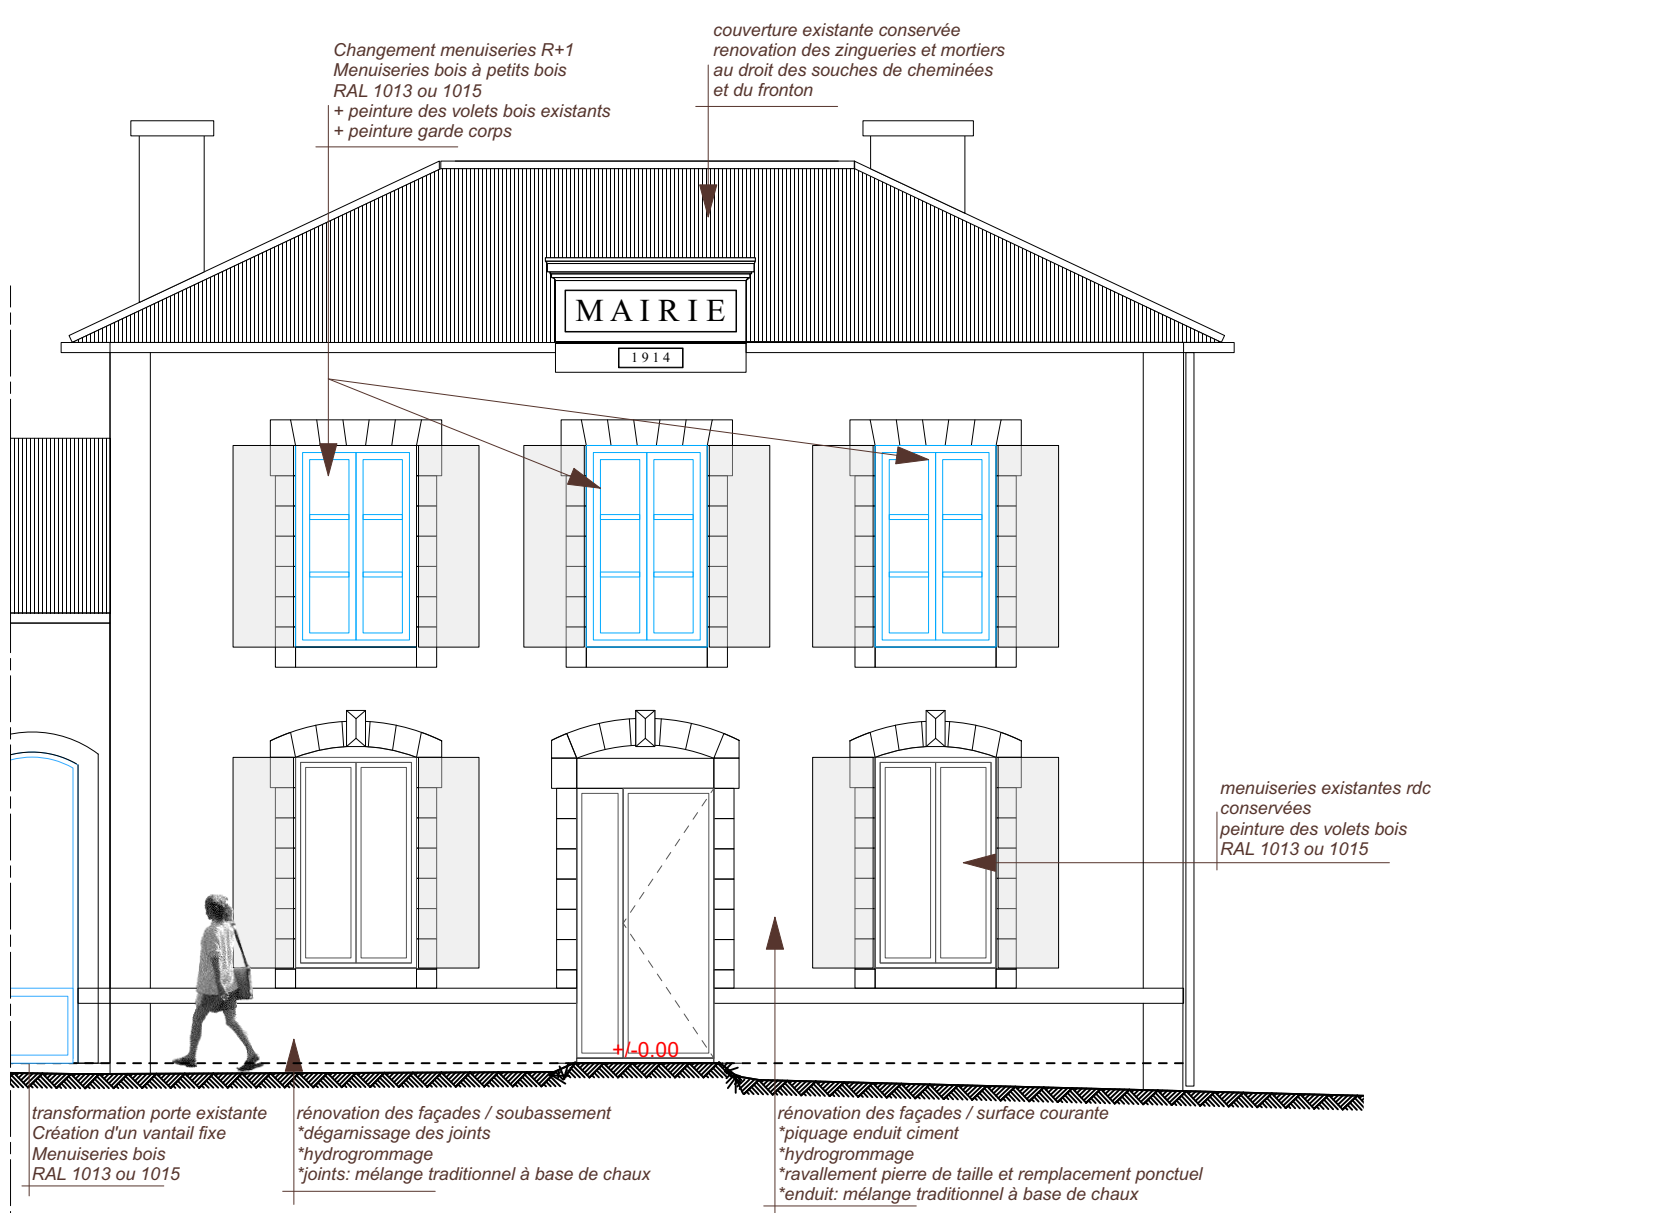 couverture existante conservée
renovation des zingueries et mortiers
au droit des souches de cheminées
et du fronton
Changement menuiseries R+1
Menuiseries bois à petits bois
RAL 1013 ou 1015
+ peinture des volets bois existants
+ peinture garde corps
MAIRIE
1914
menuiseries existantes rdc
conservées
peinture des volets bois
RAL 1013 ou 1015
+/-0.00
transformation porte existante
Création d'un vantail fixe
Menuiseries bois
RAL 1013 ou 1015
rénovation des façades / soubassement
*dégarnissage des joints
*hydrogrommage
*joints: mélange traditionnel à base de chaux
rénovation des façades / surface courante
*piquage enduit ciment
*hydrogrommage
*ravallement pierre de taille et remplacement ponctuel
*enduit: mélange traditionnel à base de chaux